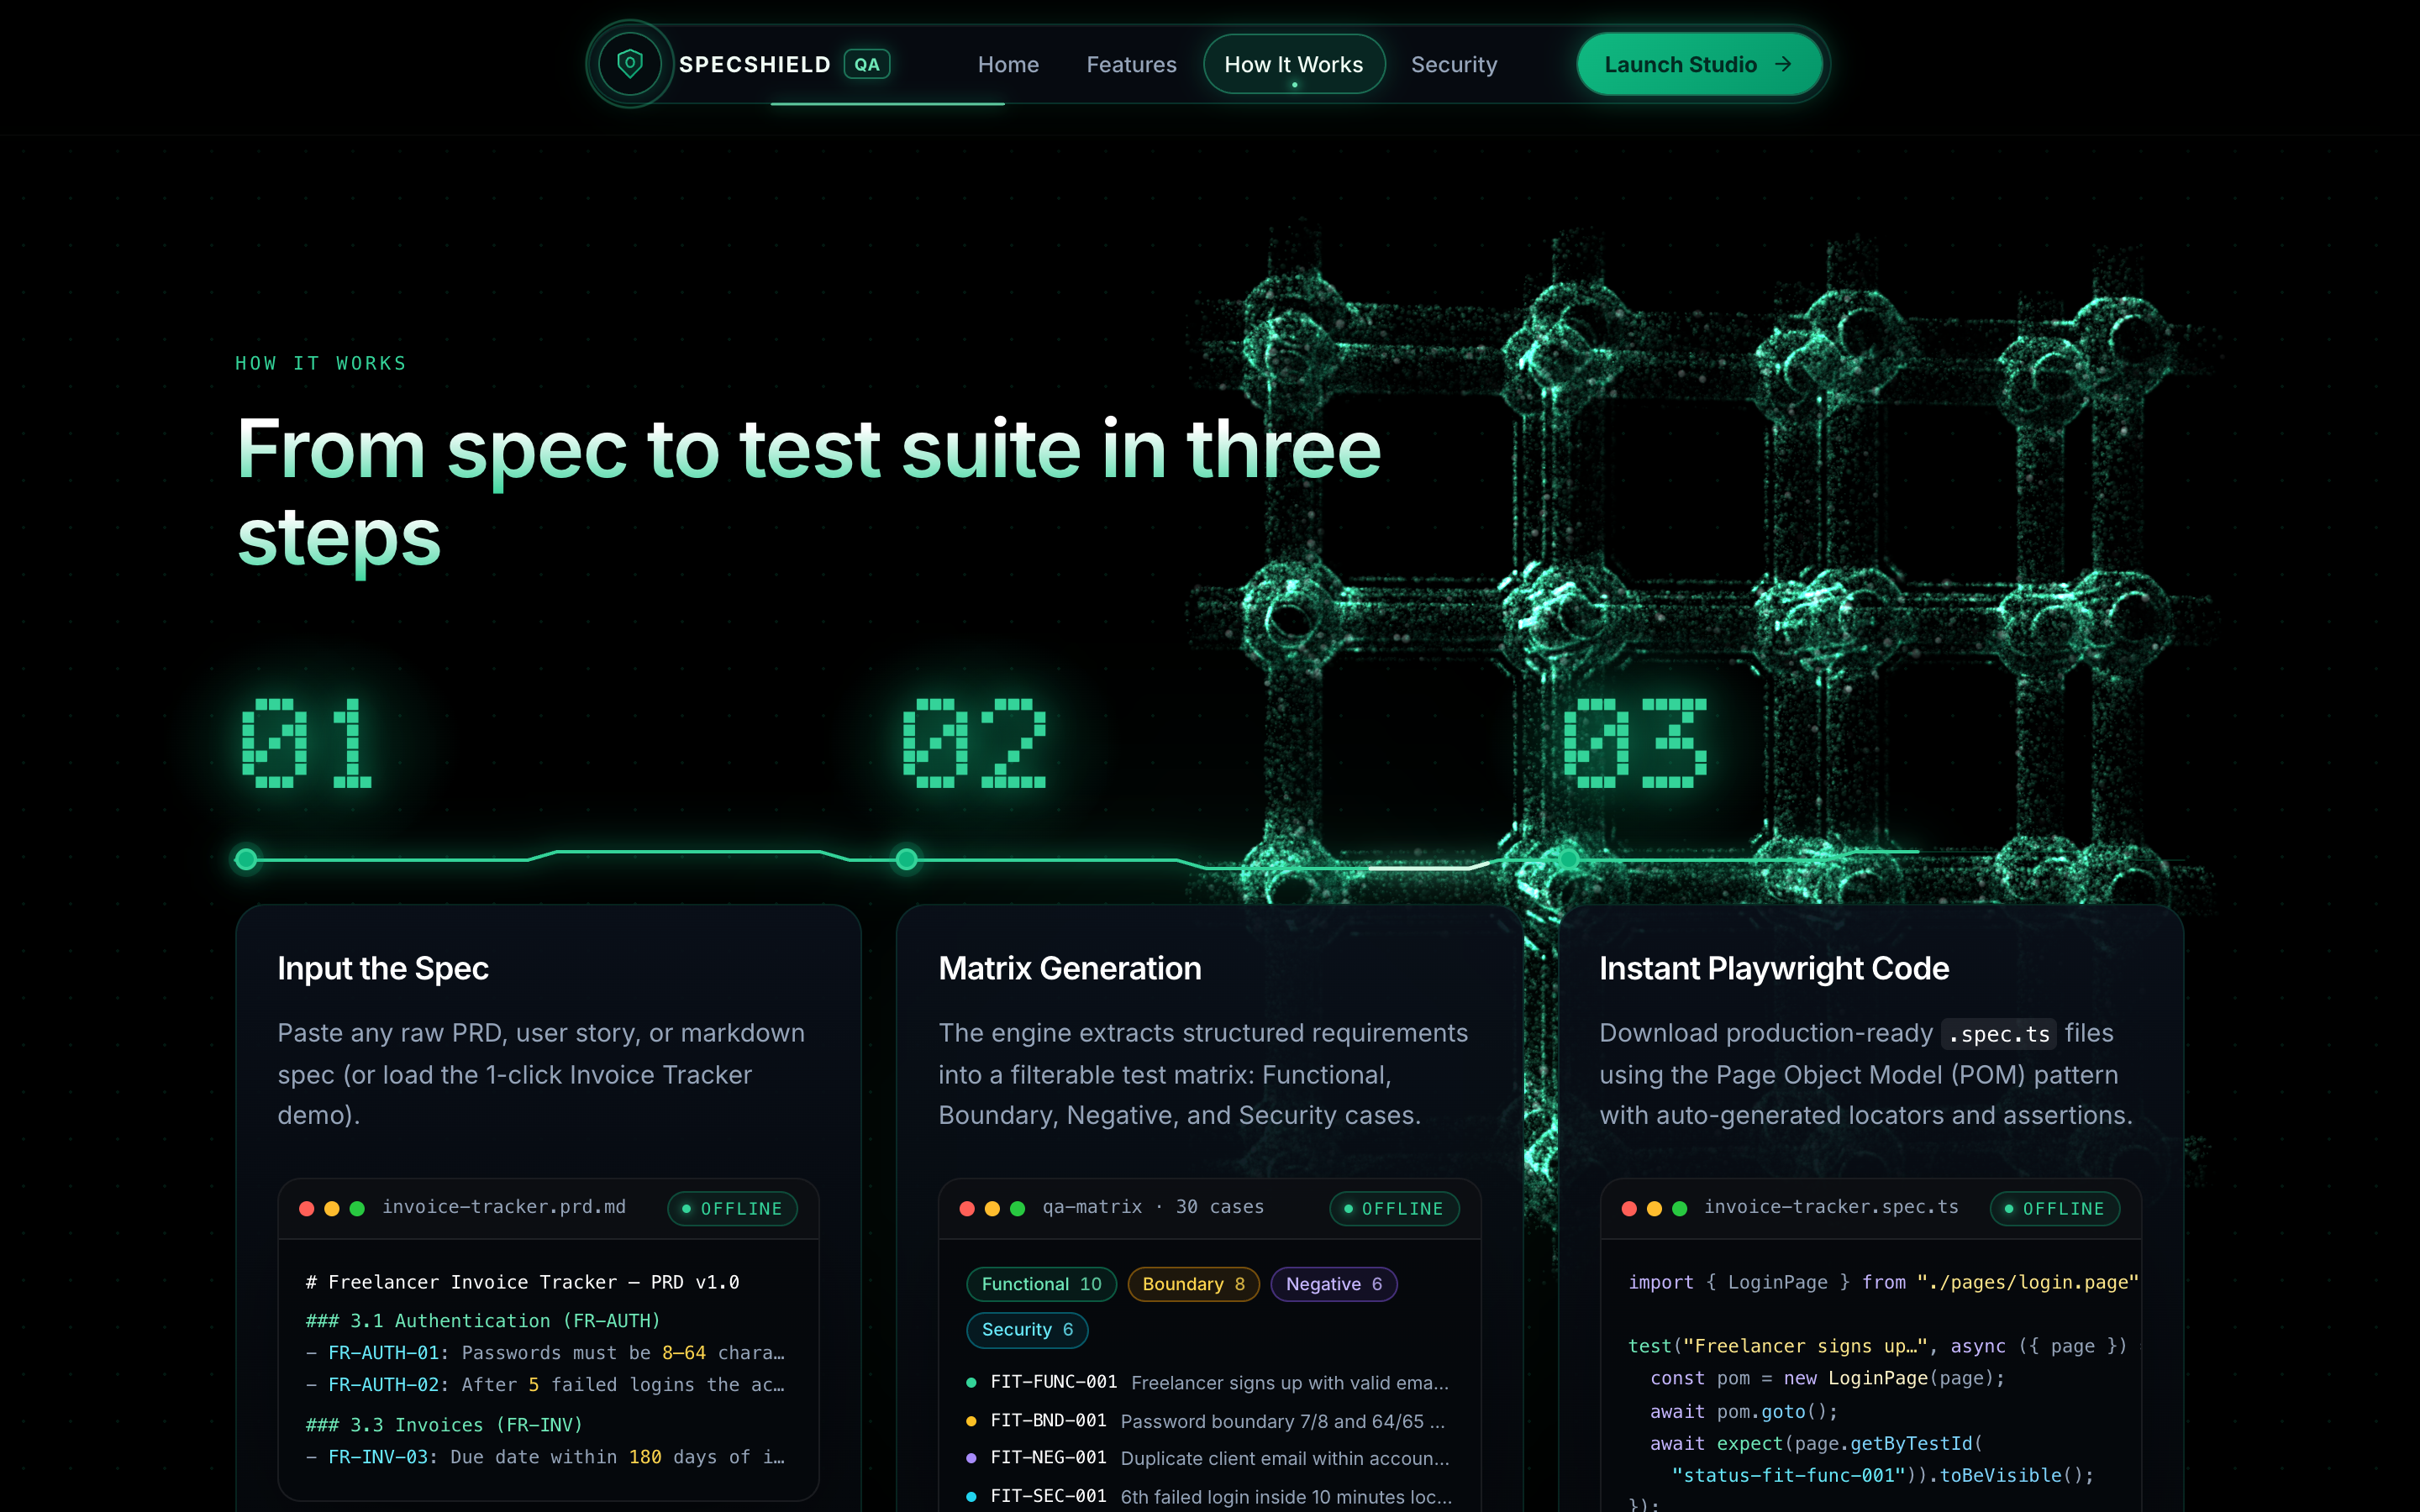 SPECSHIELD QA Home Features How It Works Security Launch Studio →
HOW IT WORKS
From spec to test suite in three
steps
01 02 03
Input the Spec
Paste any raw PRD, user story, or markdown
spec (or load the 1-click Invoice Tracker
demo).
invoice-tracker.prd.md OFFLINE
# Freelancer Invoice Tracker — PRD v1.0
### 3.1 Authentication (FR-AUTH)
- FR-AUTH-01: Passwords must be 8–64 chara…
- FR-AUTH-02: After 5 failed logins the ac…
### 3.3 Invoices (FR-INV)
- FR-INV-03: Due date within 180 days of i…
Matrix Generation
The engine extracts structured requirements
into a filterable test matrix: Functional,
Boundary, Negative, and Security cases.
qa-matrix · 30 cases OFFLINE
Functional 10 Boundary 8 Negative 6
Security 6
FIT-FUNC-001 Freelancer signs up with valid ema…
FIT-BND-001 Password boundary 7/8 and 64/65 …
FIT-NEG-001 Duplicate client email within accoun…
FIT-SEC-001 6th failed login inside 10 minutes loc…
Instant Playwright Code
Download production-ready .spec.ts files
using the Page Object Model (POM) pattern
with auto-generated locators and assertions.
invoice-tracker.spec.ts OFFLINE
import { LoginPage } from "./pages/login.page"
test("Freelancer signs up…", async ({ page })
const pom = new LoginPage(page);
await pom.goto();
await expect(page.getByTestId(
"status-fit-func-001")).toBeVisible();
});